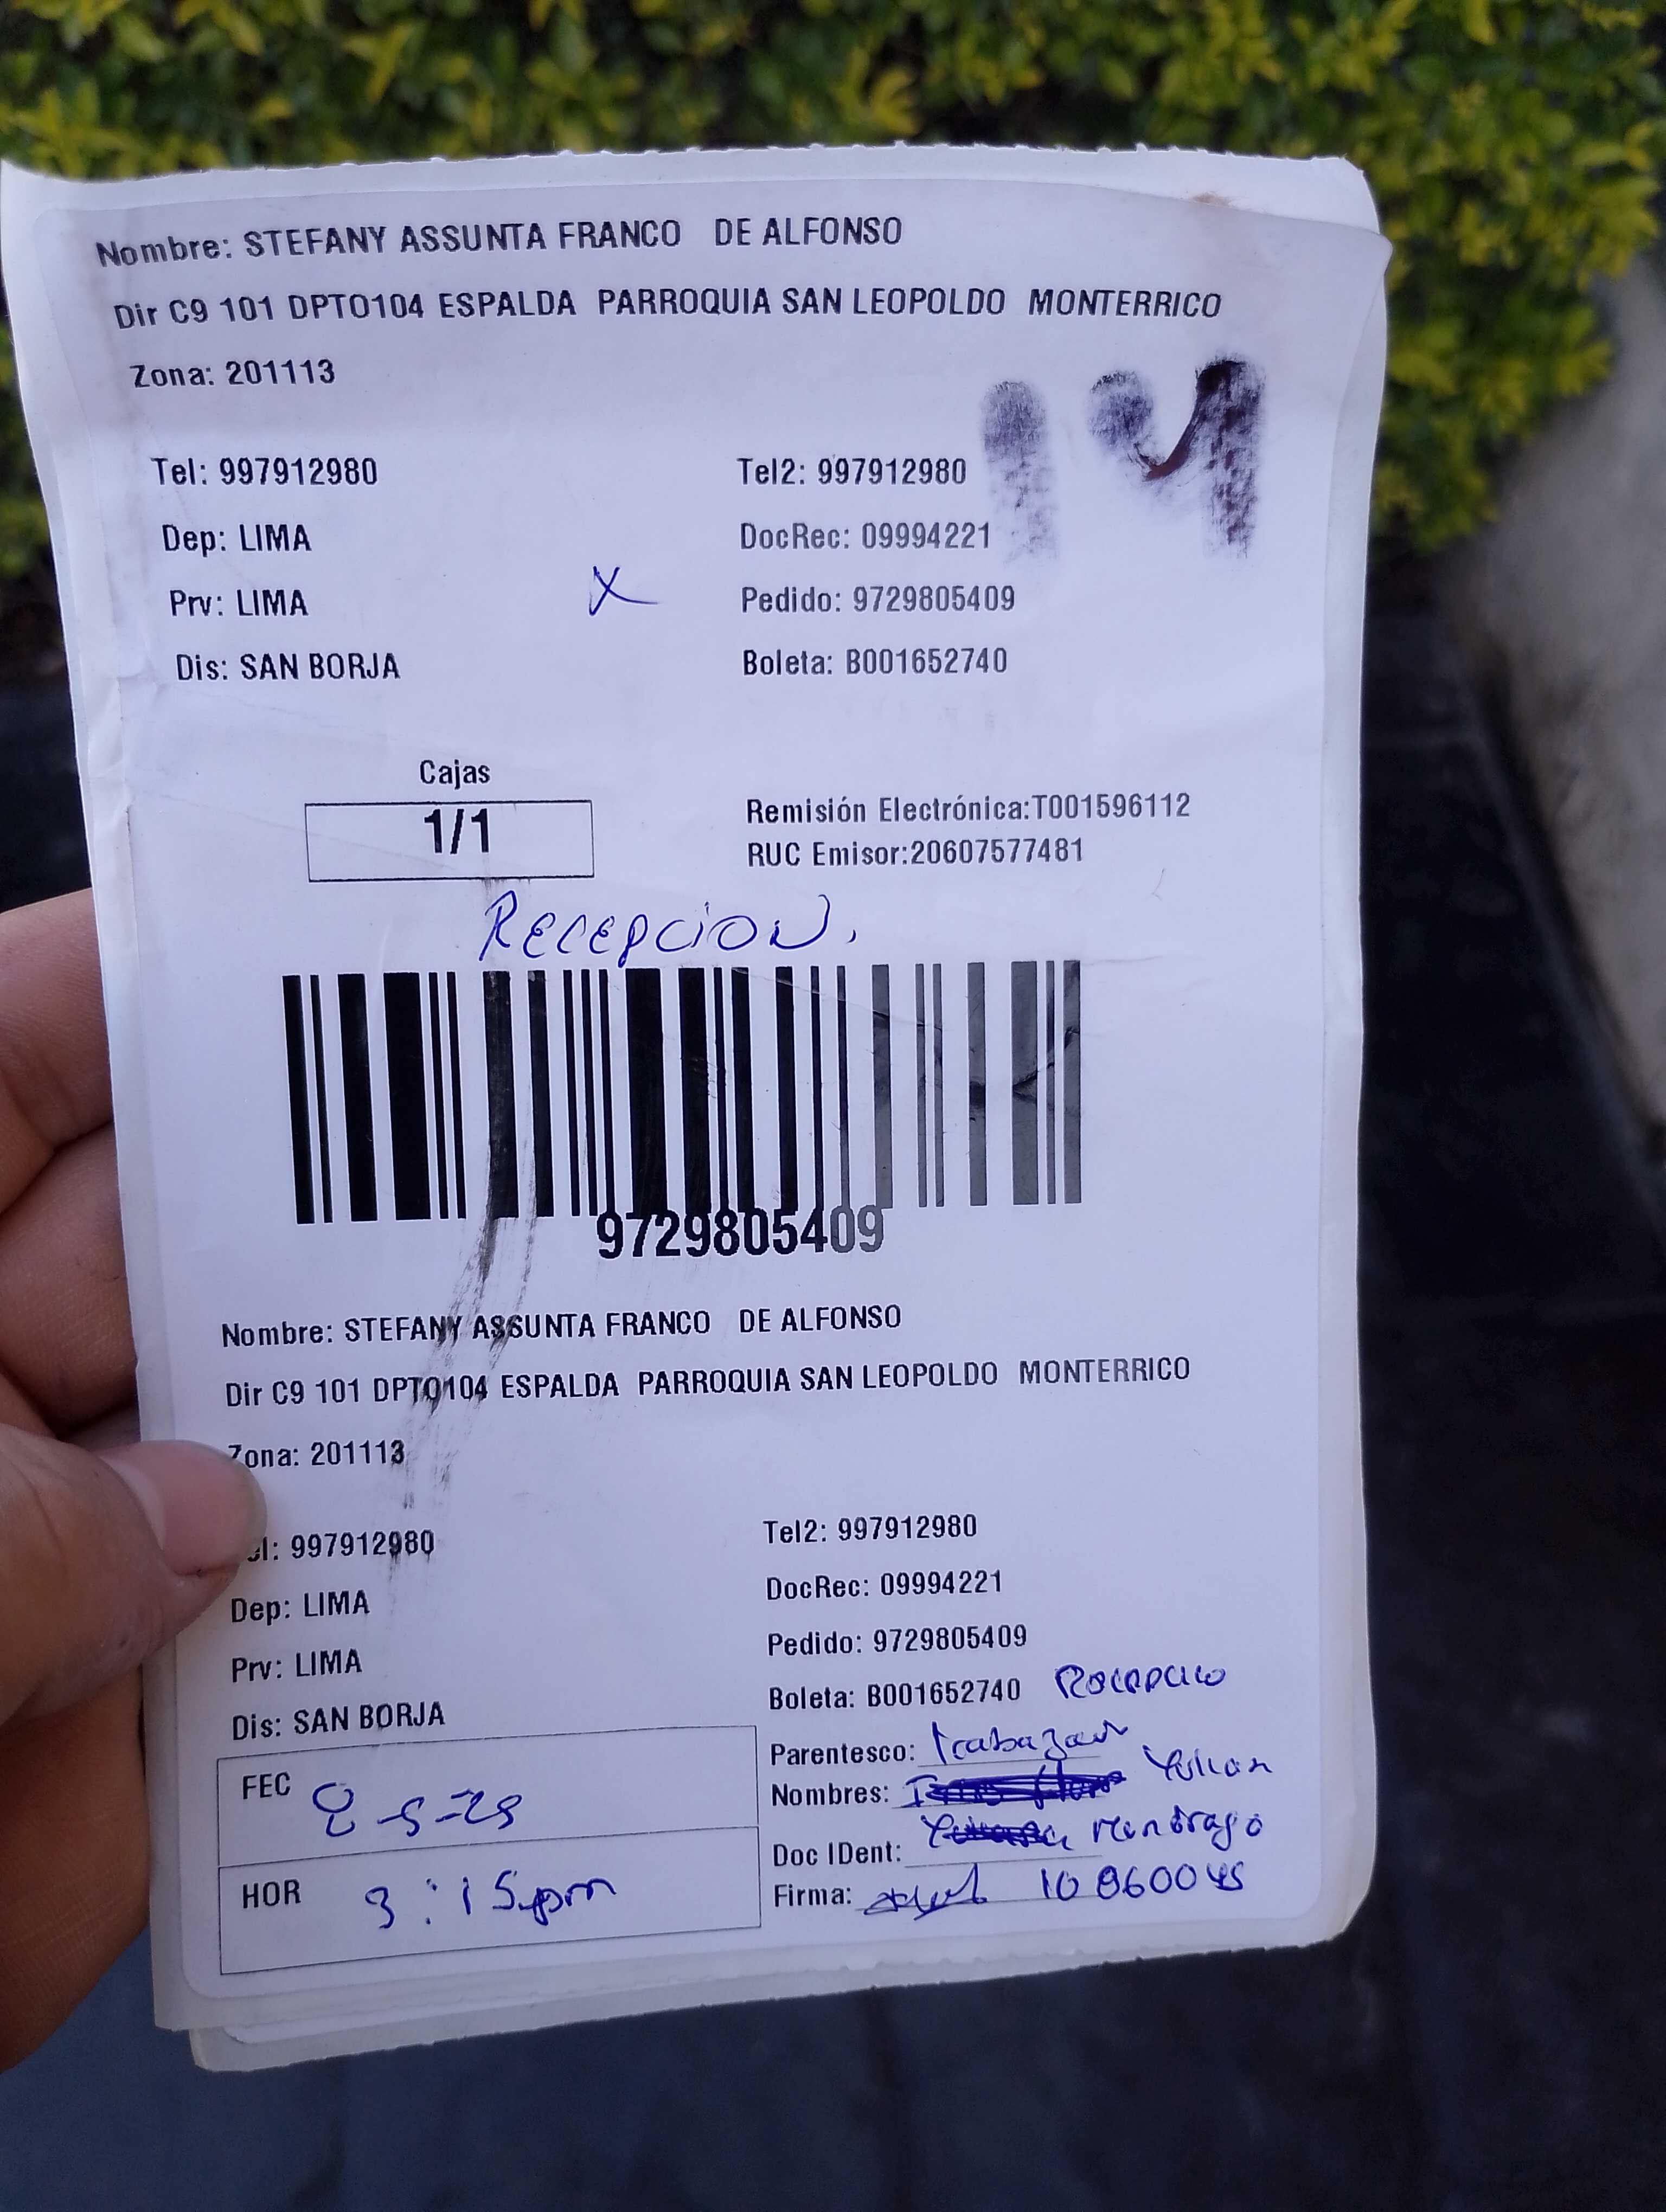 Nombre: STEFANY ASSUNTA FRANCO DE ALFONSO
Dir C9 101 DPTO104 ESPALDA PARROQUIA SAN LEOPOLDO MONTERRICO
Zona: 201113
14
Tel: 997912980 Tel2: 997912980
Dep: LIMA DocRec: 09994221
Prv: LIMA X Pedido: 9729805409
Dis: SAN BORJA Boleta: B001652740
Cajas
1/1
Remisión Electrónica:T001596112
RUC Emisor:20607577481
RECEPCION.
9729805409
Nombre: STEFANY ASSUNTA FRANCO DE ALFONSO
Dir C9 101 DPTO104 ESPALDA PARROQUIA SAN LEOPOLDO MONTERRICO
Zona: 201113
Tel: 997912980 Tel2: 997912980
Dep: LIMA DocRec: 09994221
Prv: LIMA Pedido: 9729805409
Dis: SAN BORJA Boleta: B001652740
Parentesco:
Nombres:
Doc IDent:
Firma: 10860045
FEC
HOR 3:15pm